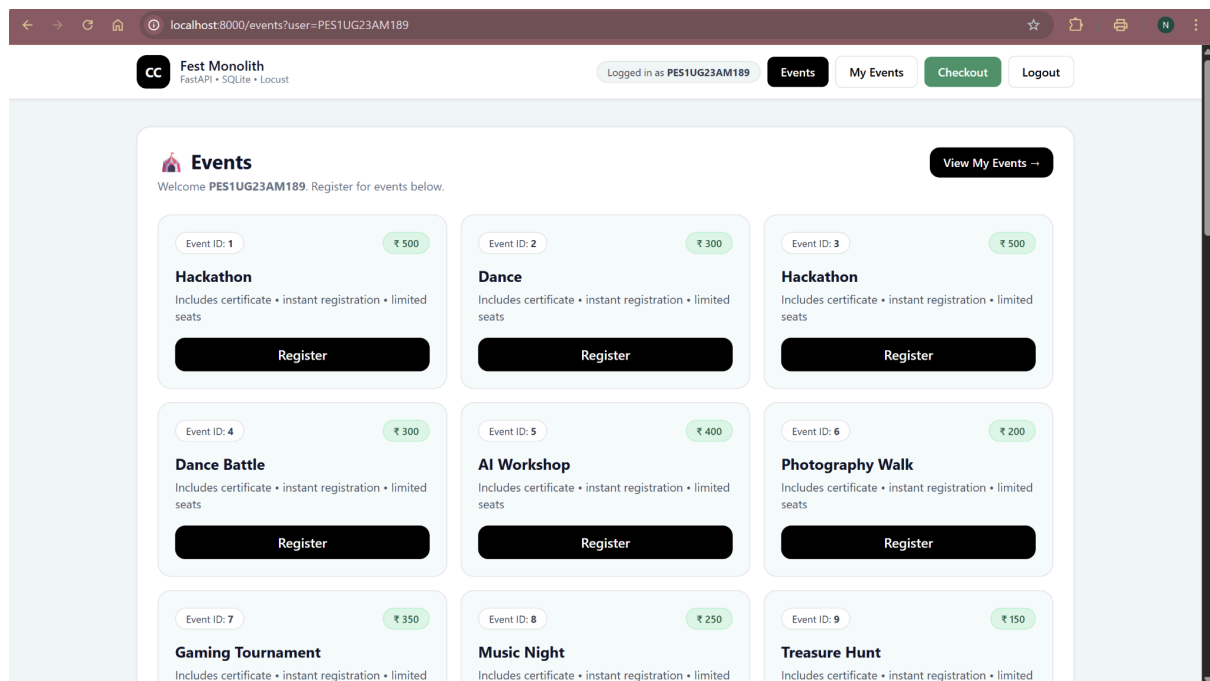 localhost:8000/events?user=PES1UG23AM189
N
CC
Fest Monolith
FastAPI • SQLite • Locust
Logged in as PES1UG23AM189
Events
My Events
Checkout
Logout
🎪 Events
View My Events →
Welcome PES1UG23AM189. Register for events below.
Event ID: 1
₹ 500
Hackathon
Includes certificate • instant registration • limited
seats
Register
Event ID: 2
₹ 300
Dance
Includes certificate • instant registration • limited
seats
Register
Event ID: 3
₹ 500
Hackathon
Includes certificate • instant registration • limited
seats
Register
Event ID: 4
₹ 300
Dance Battle
Includes certificate • instant registration • limited
seats
Register
Event ID: 5
₹ 400
AI Workshop
Includes certificate • instant registration • limited
seats
Register
Event ID: 6
₹ 200
Photography Walk
Includes certificate • instant registration • limited
seats
Register
Event ID: 7
₹ 350
Gaming Tournament
Includes certificate • instant registration • limited
Event ID: 8
₹ 250
Music Night
Includes certificate • instant registration • limited
Event ID: 9
₹ 150
Treasure Hunt
Includes certificate • instant registration • limited